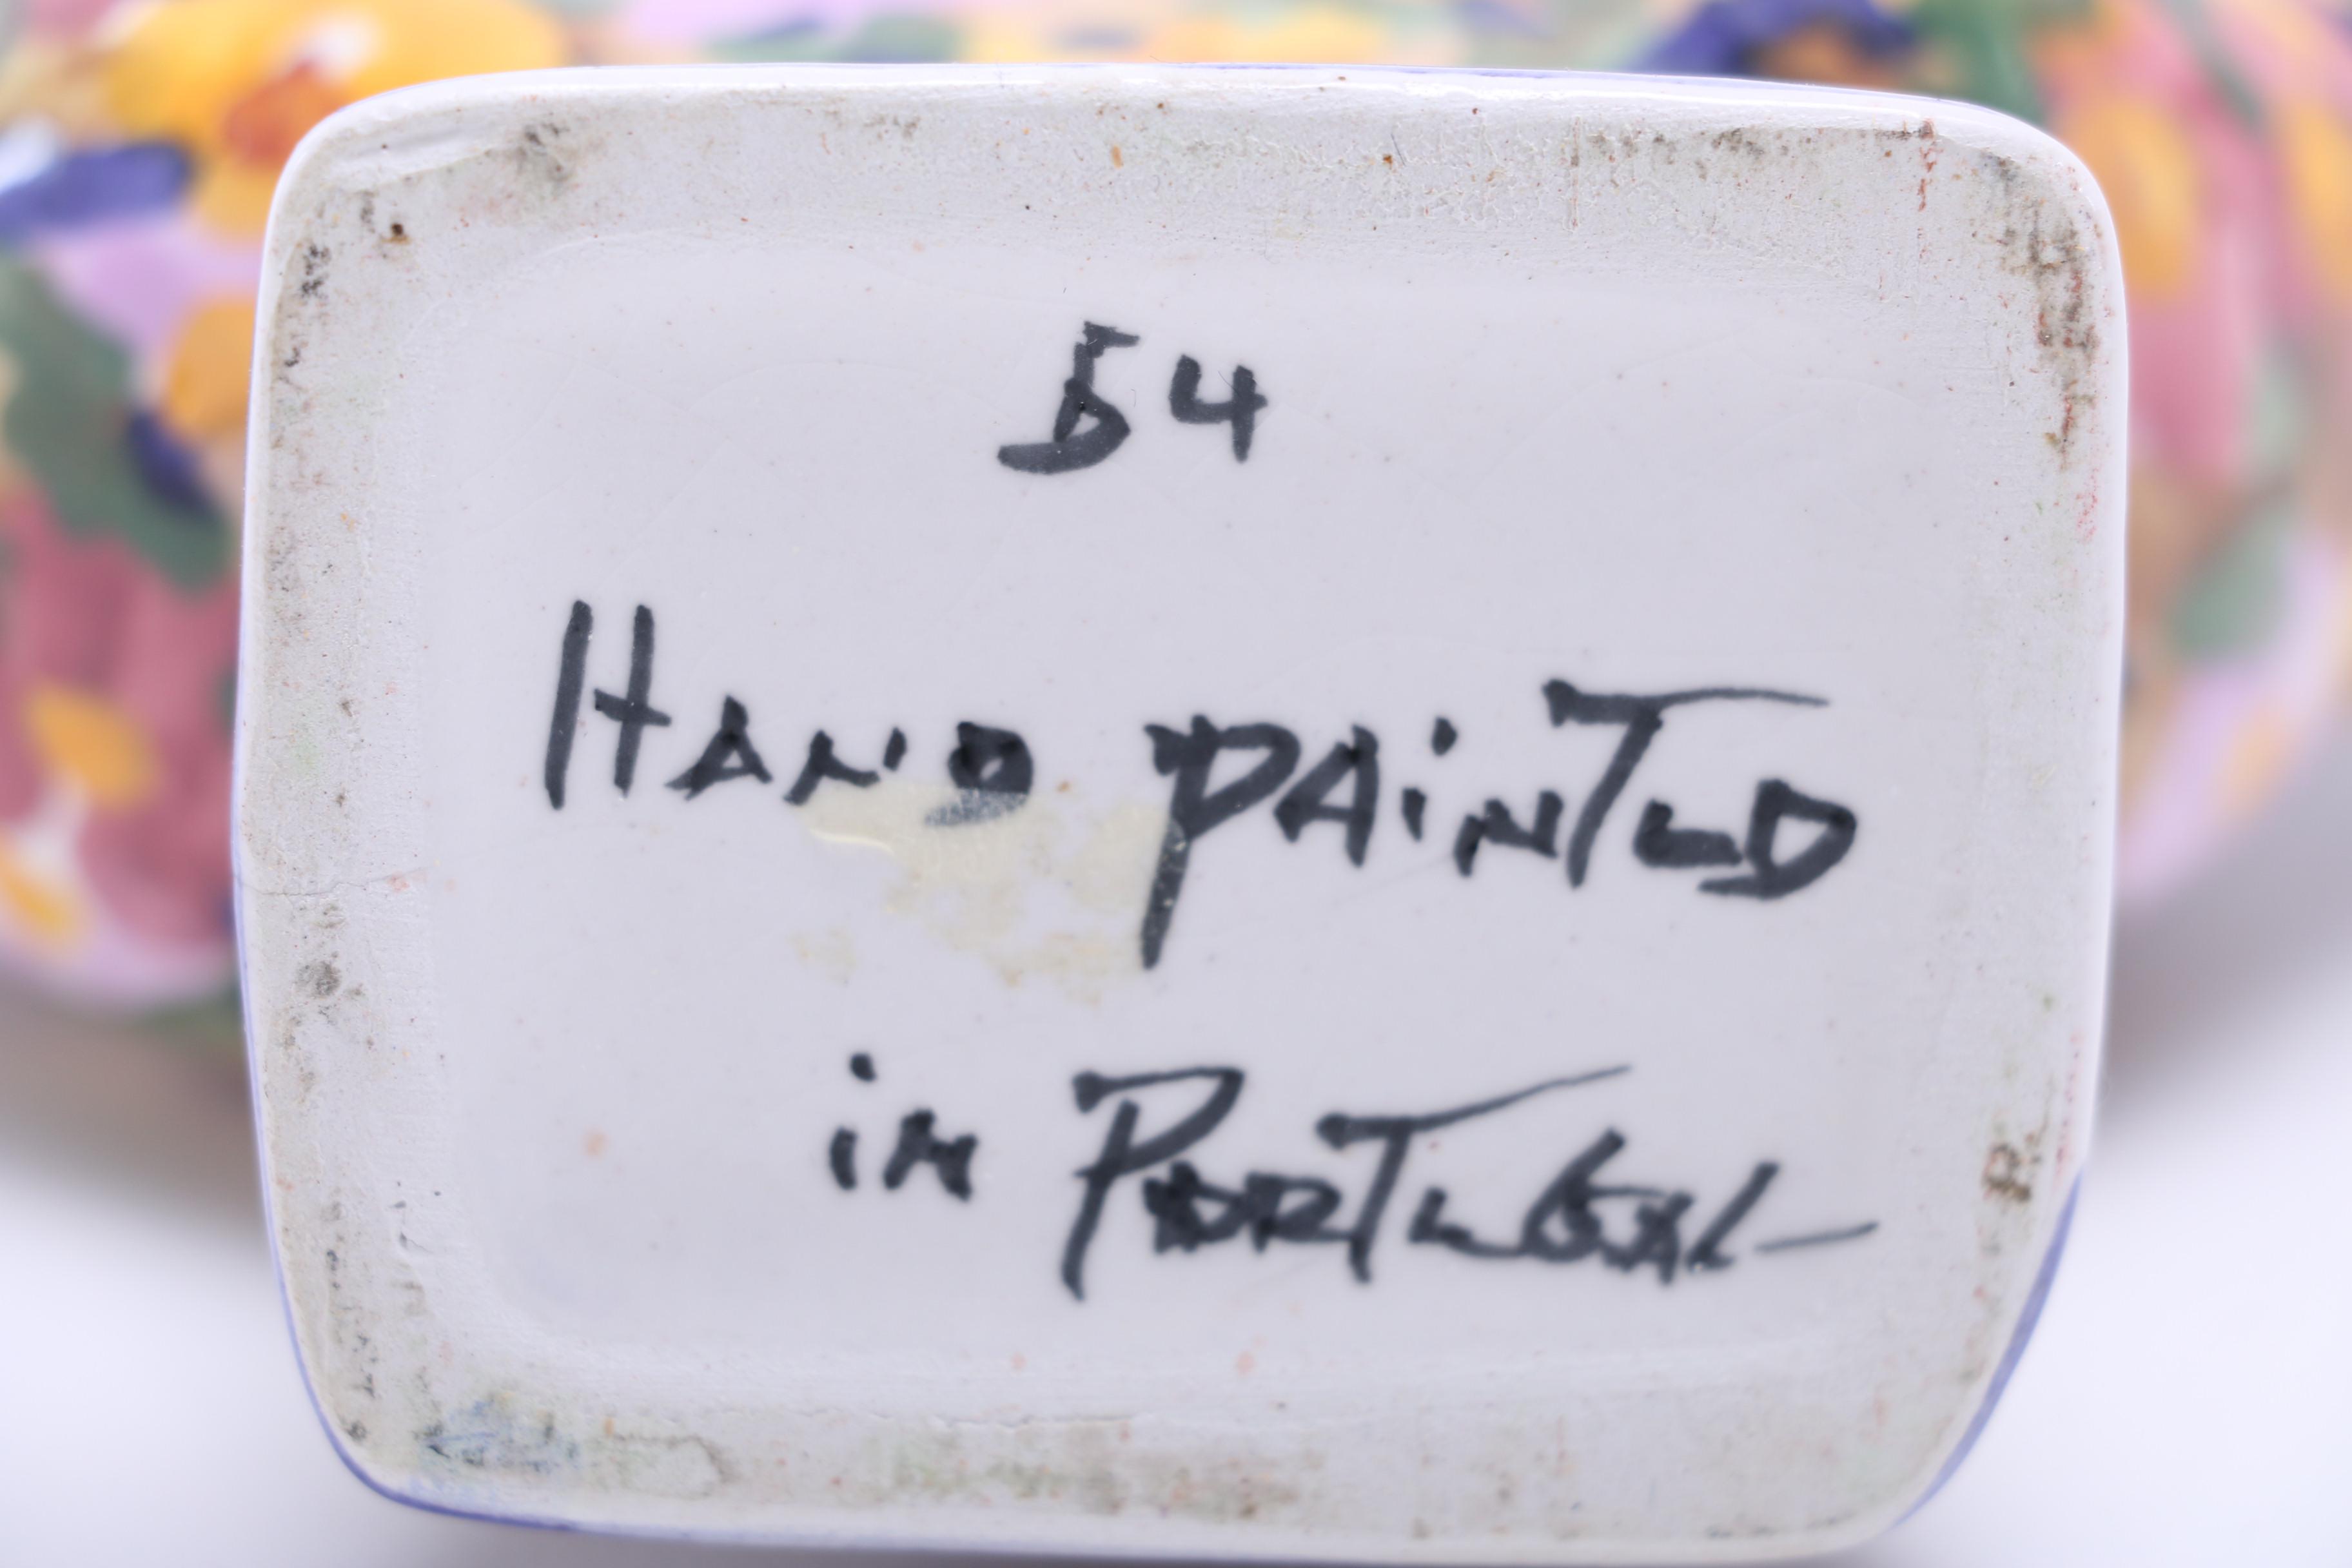 54
HAND PAiNTED
iN PORTUGAL